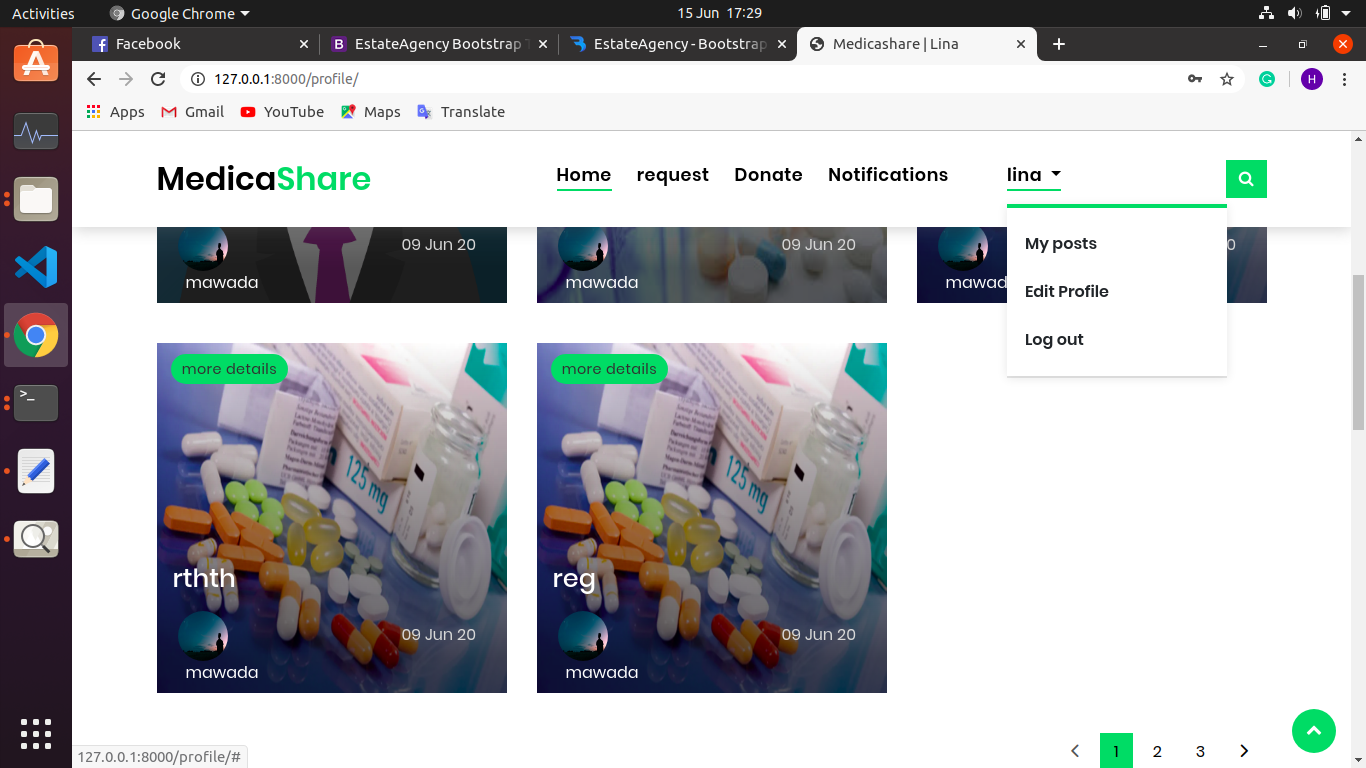 Activities Google Chrome 15 Jun 17:29
Facebook EstateAgency Bootstrap T EstateAgency - Bootstrap Medicashare | Lina
127.0.0.1:8000/profile/ H
Apps Gmail YouTube Maps Translate
MedicaShare Home request Donate Notifications lina
My posts
Edit Profile
Log out
09 Jun 20 09 Jun 20 0
mawada mawada mawad
more details more details
125 mg 125 mg
rthth reg
09 Jun 20 09 Jun 20
mawada mawada
1 2 3
127.0.0.1:8000/profile/#